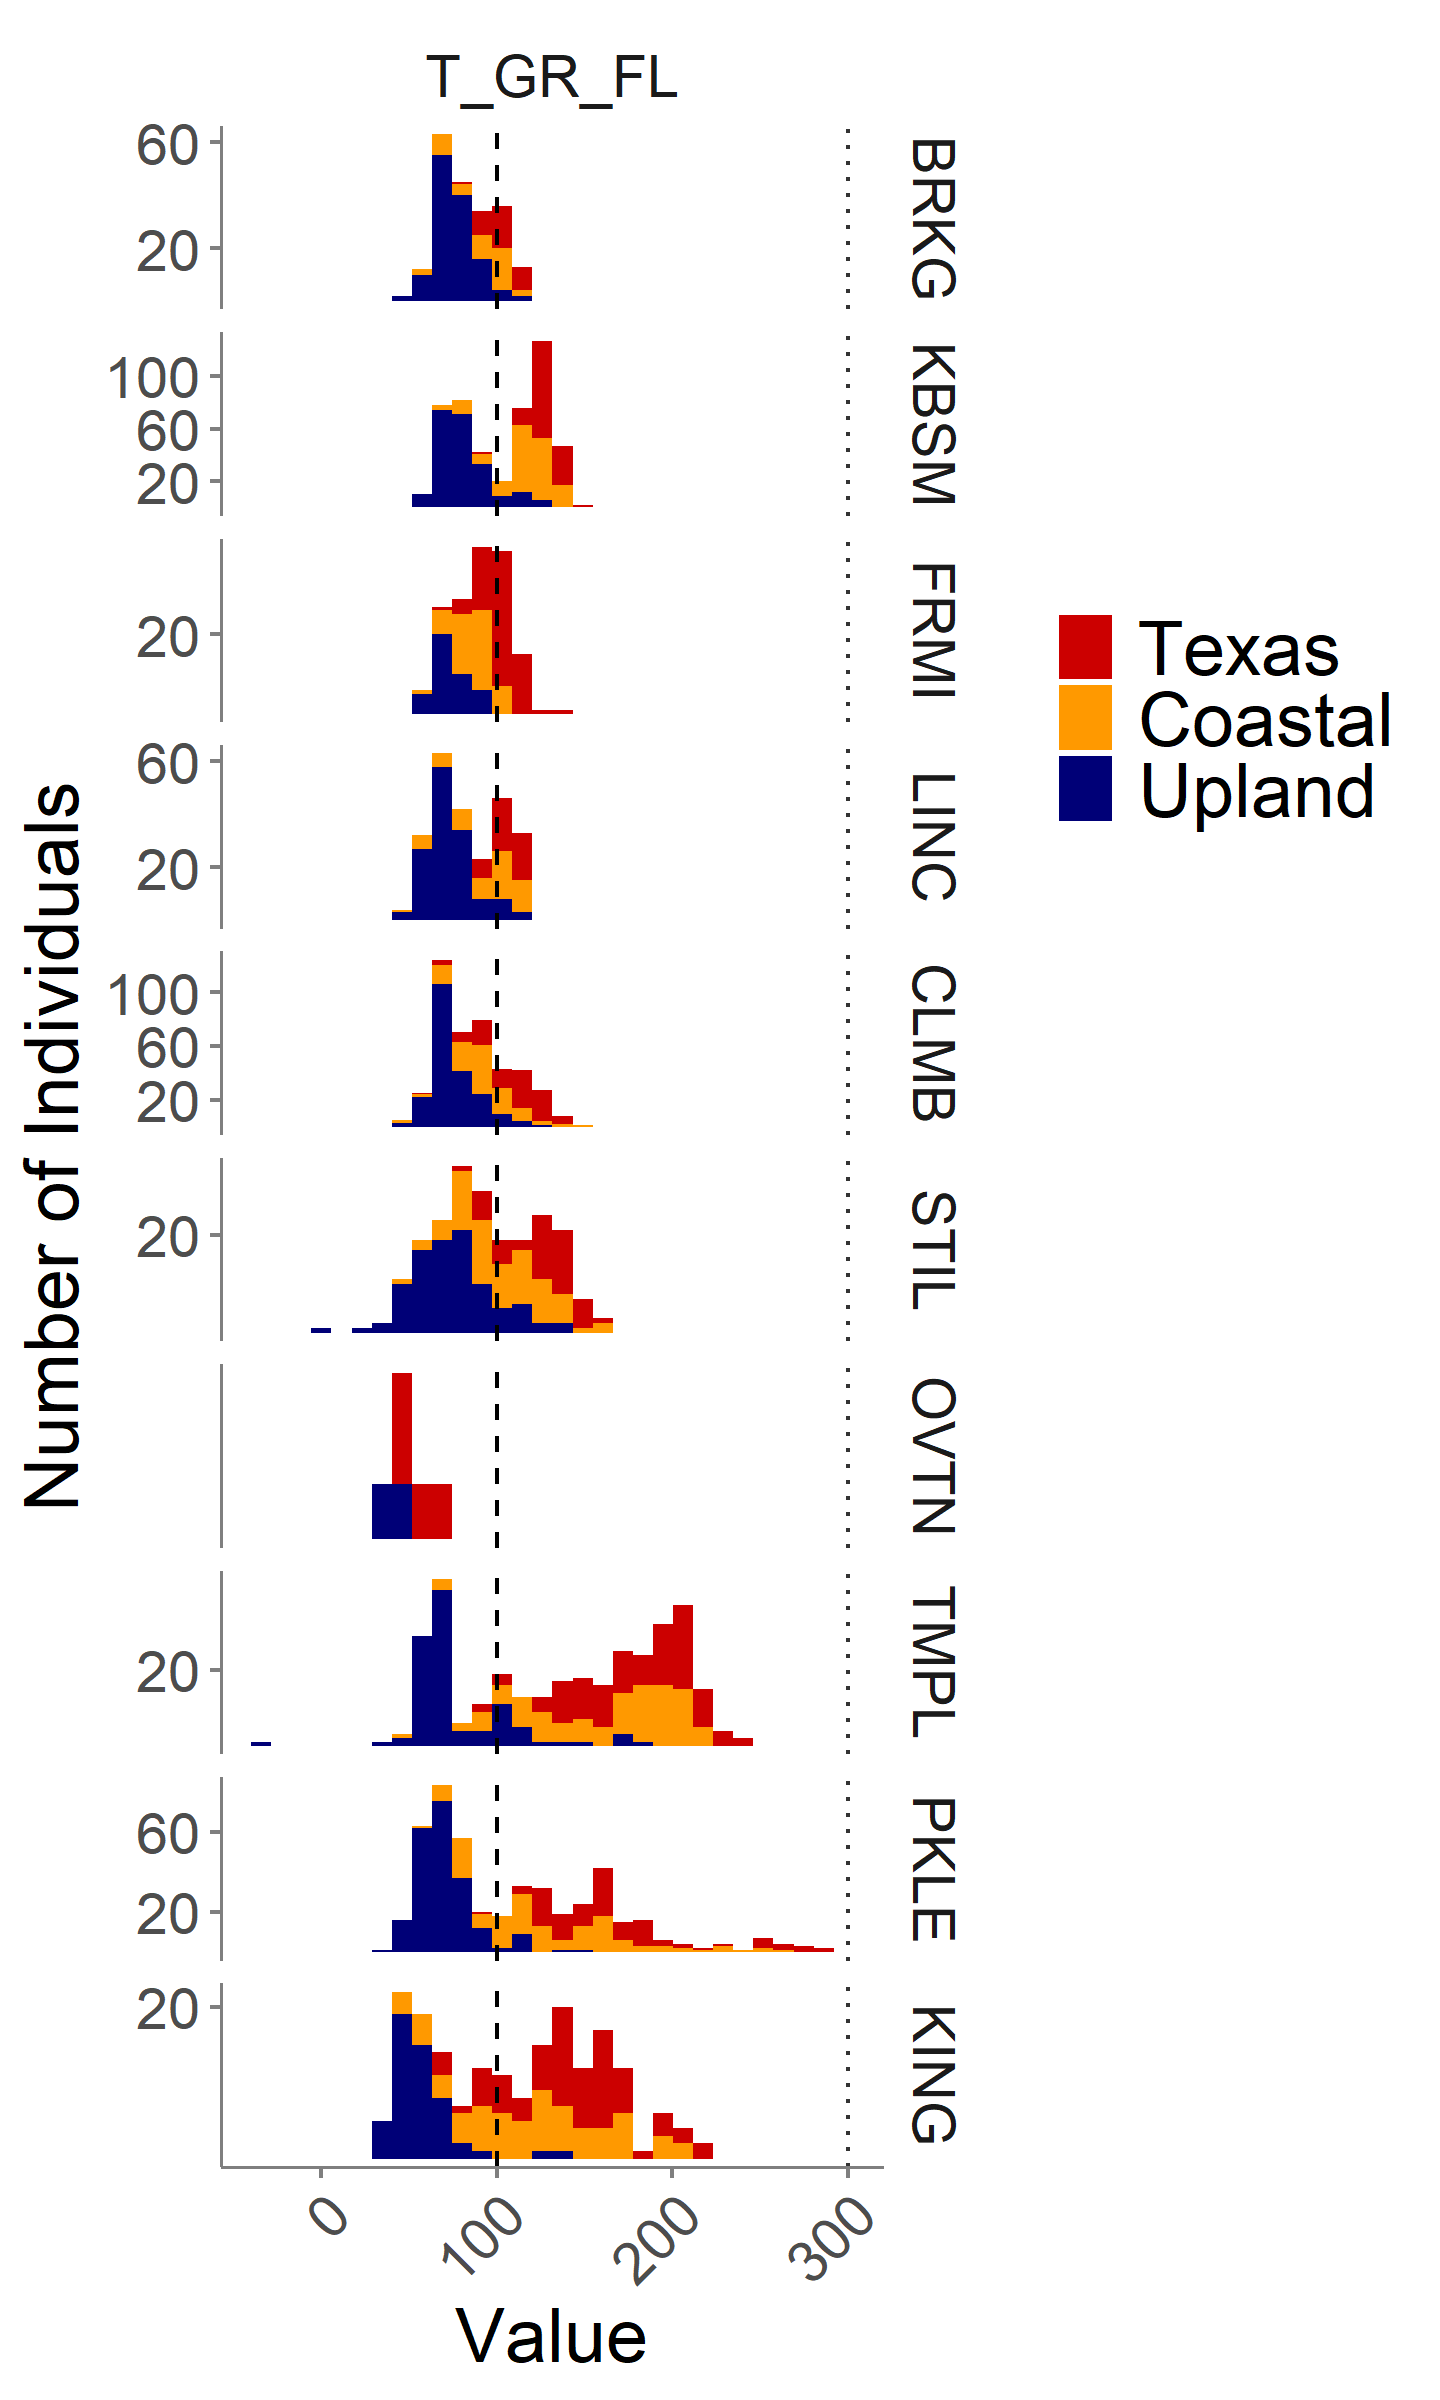 T_GR_FL
60
20
BRKG
100
60
20
KBSM
20
FRMI
60
20
LINC
100
60
20
CLMB
20
STIL
OVTN
20
TMPL
60
20
PKLE
20
KING
0
100
200
300
Value
Number of Individuals
Texas
Coastal
Upland